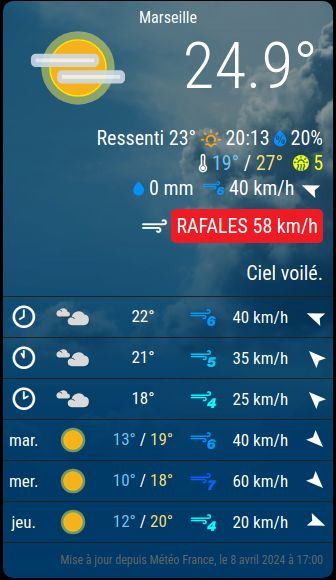 Marseille
24.9°
Ressenti 23° 20:13 20%
19° / 27° 5
0 mm 6 40 km/h
RAFALES 58 km/h
Ciel voilé.
22° 6 40 km/h
21° 5 35 km/h
18° 4 25 km/h
mar. 13° / 19° 6 40 km/h
mer. 10° / 18° 7 60 km/h
jeu. 12° / 20° 4 20 km/h
Mise à jour depuis Météo France, le 8 avril 2024 à 17:00